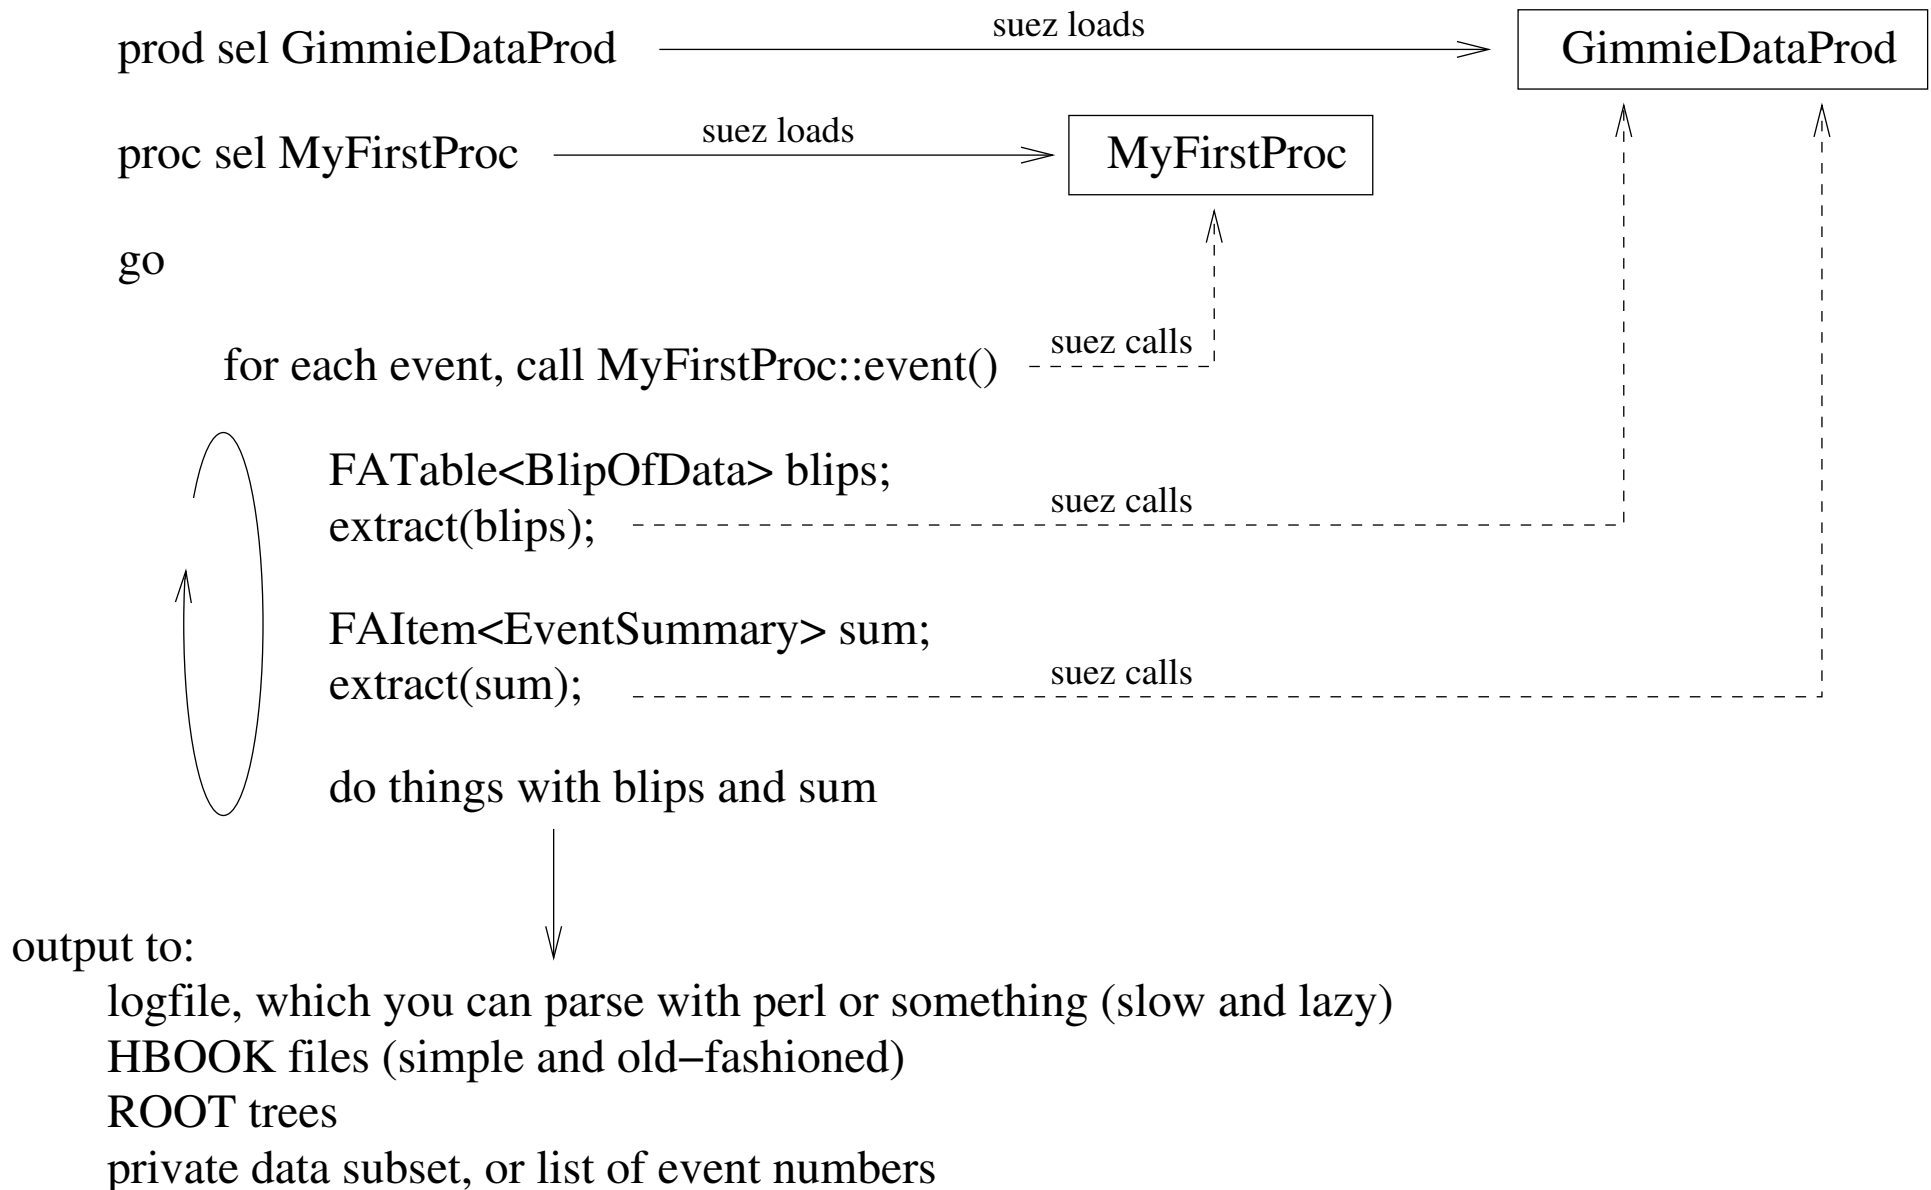 prod sel GimmieDataProd suez loads GimmieDataProd
proc sel MyFirstProc suez loads MyFirstProc
go
for each event, call MyFirstProc::event() suez calls
FATable<BlipOfData> blips;
extract(blips); suez calls
FAItem<EventSummary> sum;
extract(sum); suez calls
do things with blips and sum
output to:
logfile, which you can parse with perl or something (slow and lazy)
HBOOK files (simple and old−fashioned)
ROOT trees
private data subset, or list of event numbers